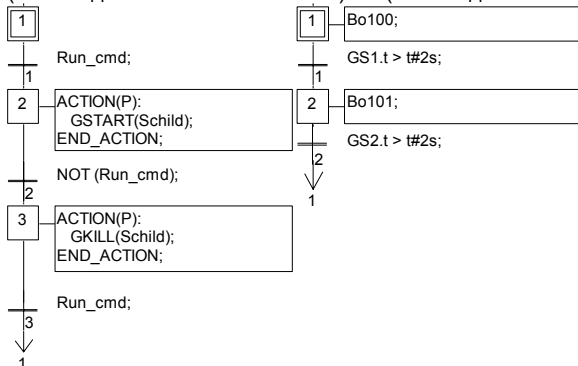 1
Run_cmd;
1
2
ACTION(P):
GSTART(Schild);
END_ACTION;
NOT (Run_cmd);
2
3
ACTION(P):
GKILL(Schild);
END_ACTION;
Run_cmd;
3
1
1
Bo100;
GS1.t > t#2s;
1
2
Bo101;
GS2.t > t#2s;
2
1